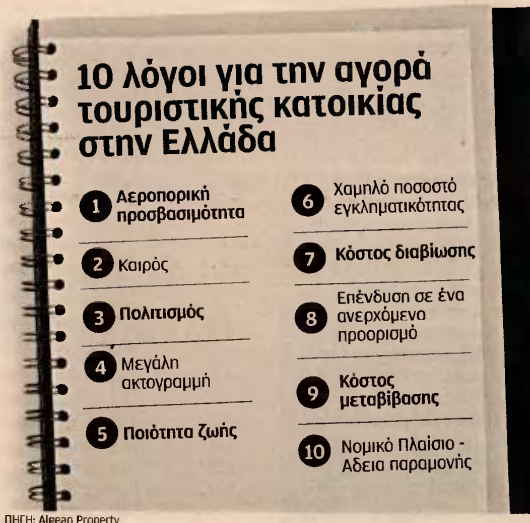 10 λόγοι για την αγορά
τουριστικής κατοικίας
στην Ελλάδα
1 Αεροπορική
προσβασιμότητα
2 Καιρός
3 Πολιτισμός
4 Μεγάλη
ακτογραμμή
5 Ποιότητα ζωής
6 Χαμηλό ποσοστό
εγκληματικότητας
7 Κόστος διαβίωσης
8 Επένδυση σε ένα
ανερχόμενο
προορισμό
9 Κόστος
μεταβίβασης
10 Νομικό Πλαίσιο -
Αδεια παραμονής
ΠΗΓΗ: Algean Property